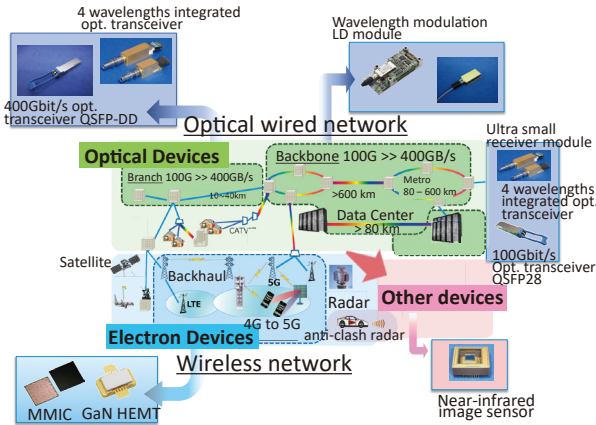 4 wavelengths integrated
opt. transceiver
400Gbit/s opt.
transceiver QSFP-DD
Wavelength modulation
LD module
Optical wired network
Optical Devices
Backbone 100G >> 400GB/s
Branch 100G >> 400GB/s
10~40km
>600 km
Metro
80 – 600 km
CATV
Data Center
> 80 km
Ultra small
receiver module
4 wavelengths
integrated opt.
transceiver
100Gbit/s
Opt. transceiver
QSFP28
Satellite
Backhaul
LTE
5G
4G to 5G
Radar
anti-clash radar
Other devices
Electron Devices
Wireless network
MMIC
GaN HEMT
Near-infrared
image sensor